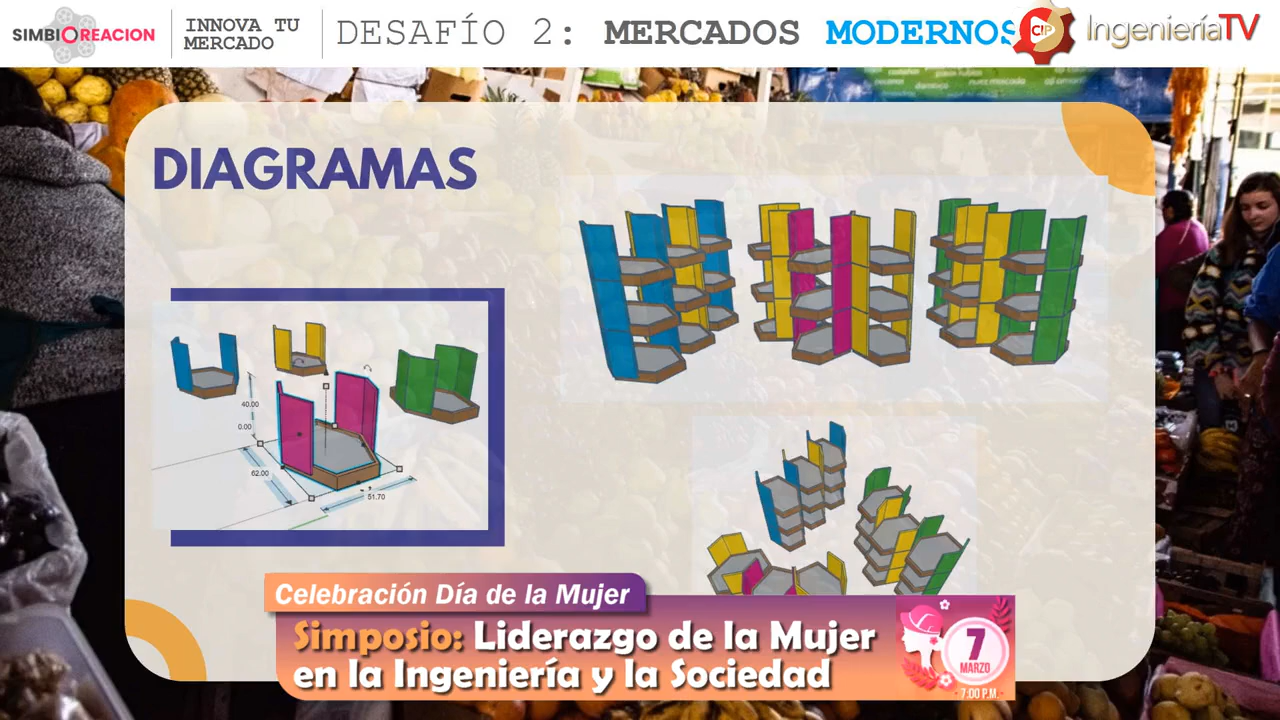 SIMBIOREACION
INNOVA TU
MERCADO
DESAFÍO 2: MERCADOS MODERNOS
CIP
IngenieríaTV
DIAGRAMAS
40.00
0.00
62.00
51.70
Celebración Día de la Mujer
Simposio: Liderazgo de la Mujer
en la Ingeniería y la Sociedad
7
MARZO
- 7:00 P.M. -